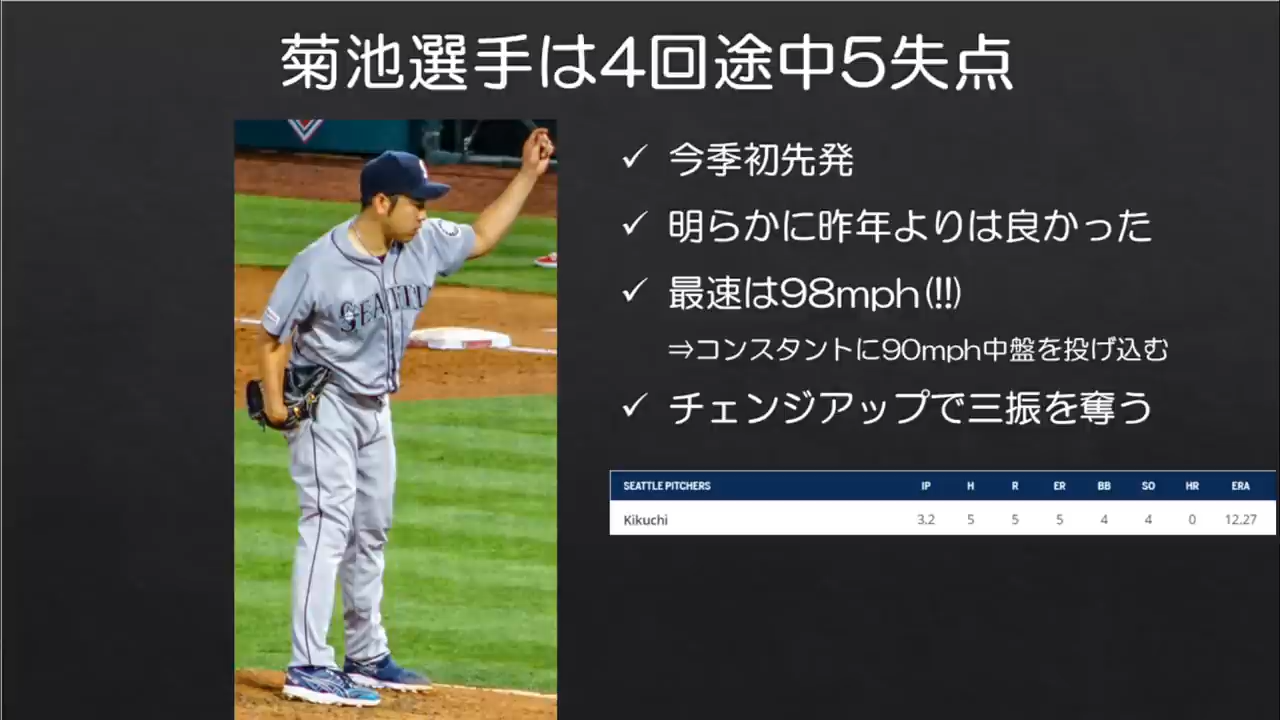 菊池選手は4回途中5失点
SEATTLE
✓ 今季初先発
✓ 明らかに昨年よりは良かった
✓ 最速は98mph(!!)
⇒コンスタントに90mph中盤を投げ込む
✓ チェンジアップで三振を奪う
SEATTLE PITCHERS IP H R ER BB SO HR ERA
Kikuchi 3.2 5 5 5 4 4 0 12.27